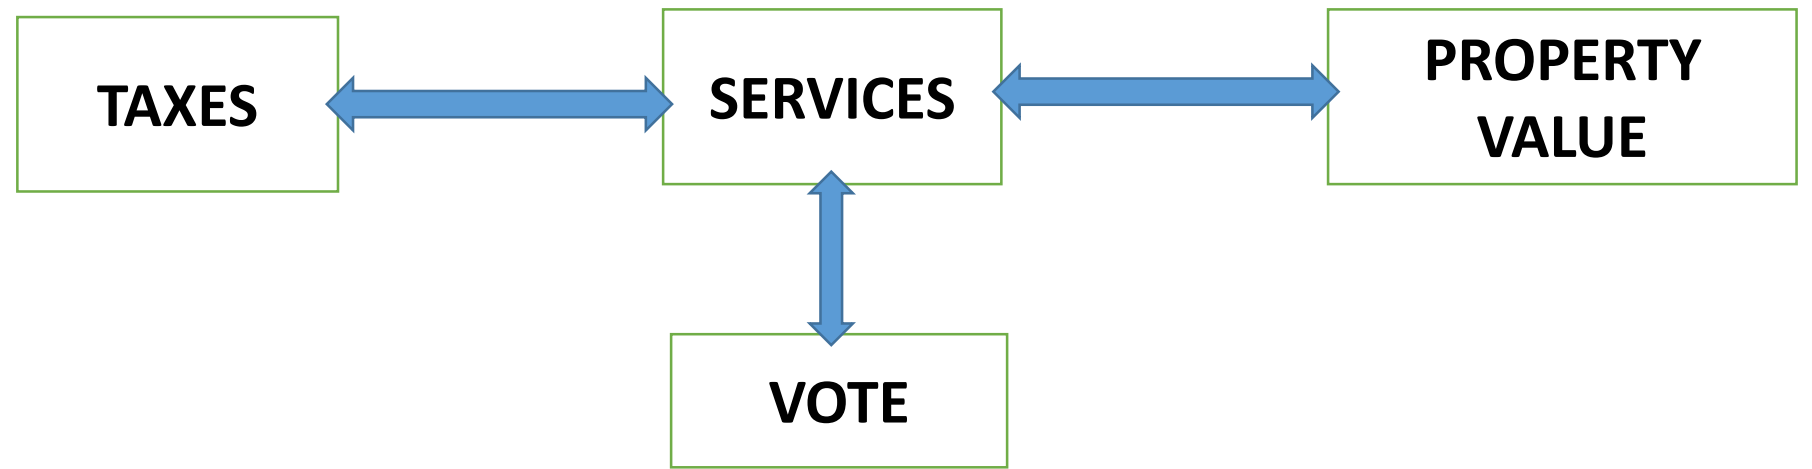 TAXES
SERVICES
PROPERTY
VALUE
VOTE